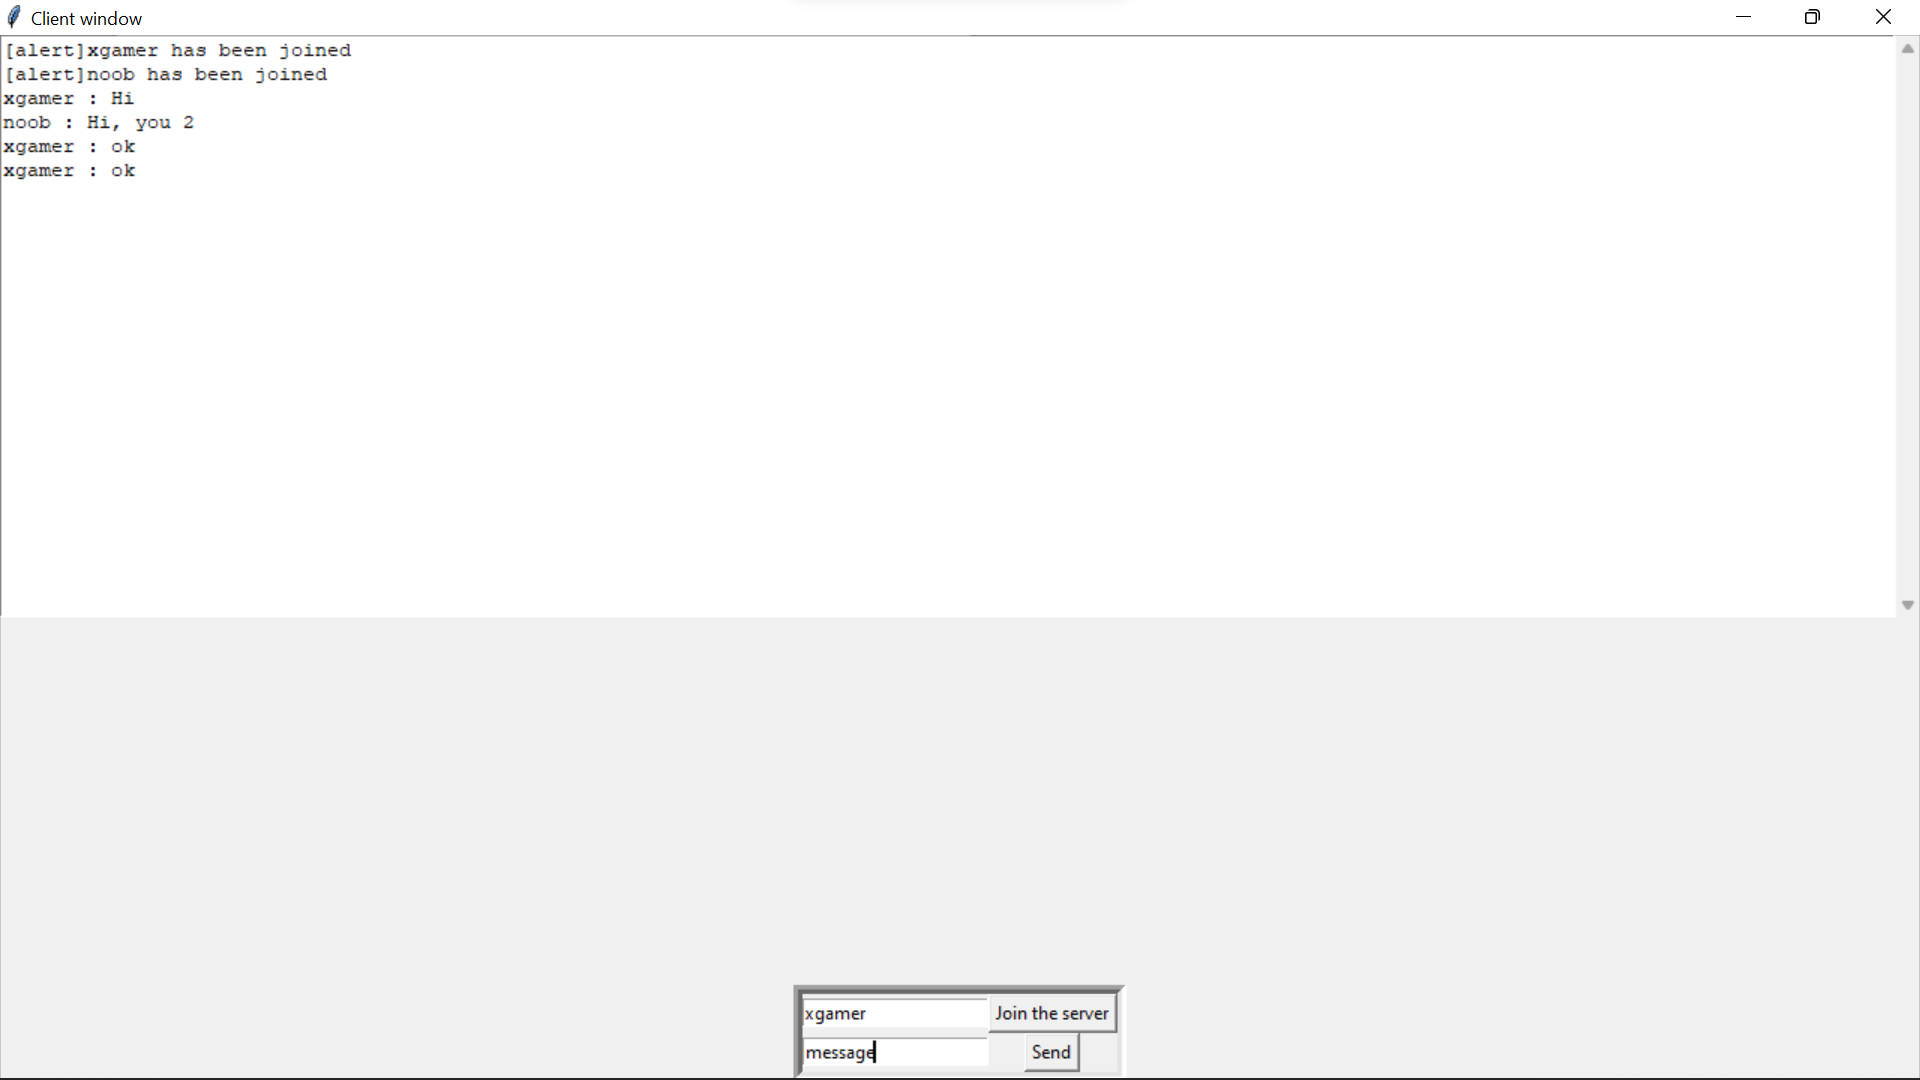 Client window
[alert]xgamer has been joined
[alert]noob has been joined
xgamer : Hi
noob : Hi, you 2
xgamer : ok
xgamer : ok
xgamer Join the server
message Send